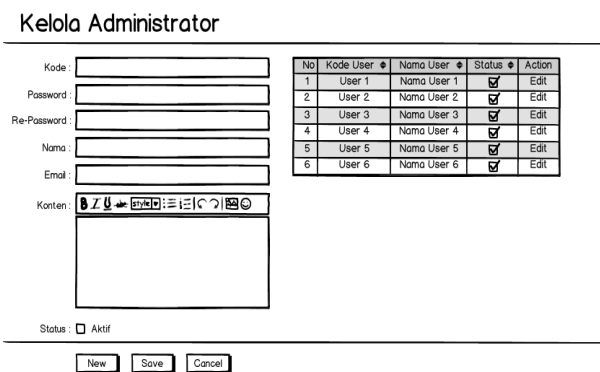 Kelola Administrator
Kode :
Password :
Re-Password :
Nama :
Email :
Konten :
B I U abc style
Status : Aktif
No Kode User Nama User Status Action
1 User 1 Nama User 1 Edit
2 User 2 Nama User 2 Edit
3 User 3 Nama User 3 Edit
4 User 4 Nama User 4 Edit
5 User 5 Nama User 5 Edit
6 User 6 Nama User 6 Edit
New Save Cancel